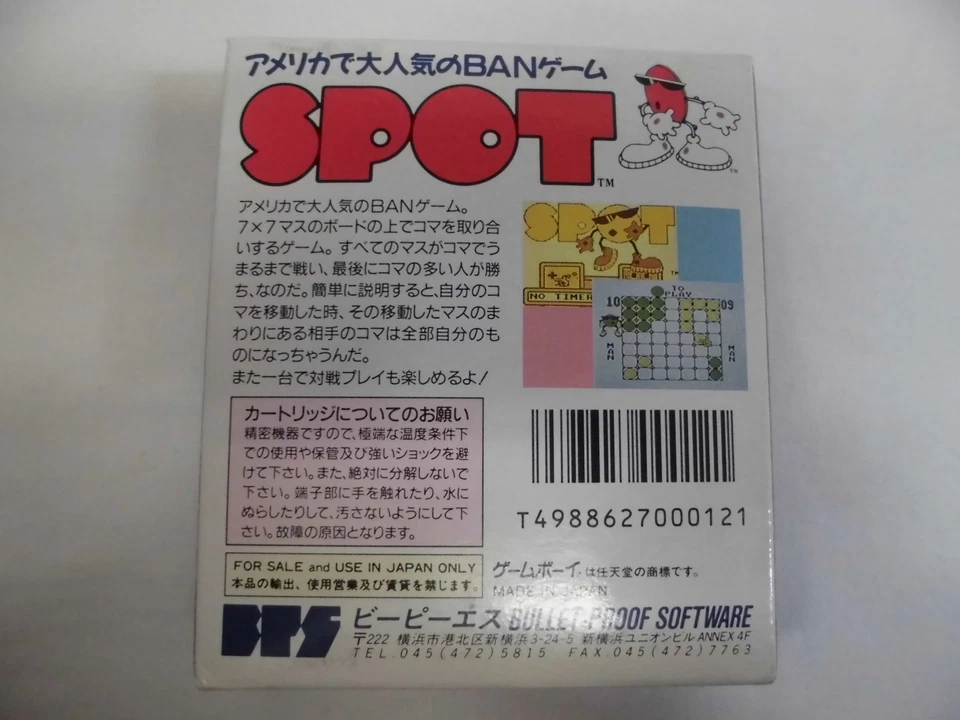 アメリカで大人気のBANゲーム
SPOT™
アメリカで大人気のBANゲーム。
7×7マスのボードの上でコマを取り合
いするゲーム。すべてのマスがコマでう
まるまで戦い、最後にコマの多い人が勝
ち、なのだ。簡単に説明すると、自分のコ
マを移動した時、その移動したマスのま
わりにある相手のコマは全部自分のも
のになっちゃうんだ。
また一台で対戦プレイも楽しめるよ!
SPOT
TM
NO TIMER
TO
PLAY
10
09
MAN
MAN
カートリッジについてのお願い
精密機器ですので、極端な温度条件下
での使用や保管及び強いショックを避
けて下さい。また、絶対に分解しないで
下さい。端子部に手を触れたり、水に
ぬらしたりして、汚さないようにして下
さい。故障の原因となります。
T4988627000121
FOR SALE and USE IN JAPAN ONLY
本品の輸出、使用営業及び賃貸を禁じます。
ゲームボーイは任天堂の商標です。
MADE IN JAPAN
BPS ビーピーエス BULLET-PROOF SOFTWARE
〒222 横浜市港北区新横浜3-24-5 新横浜ユニオンビルANNEX4F
TEL.045(472)5815 FAX.045(472)7763